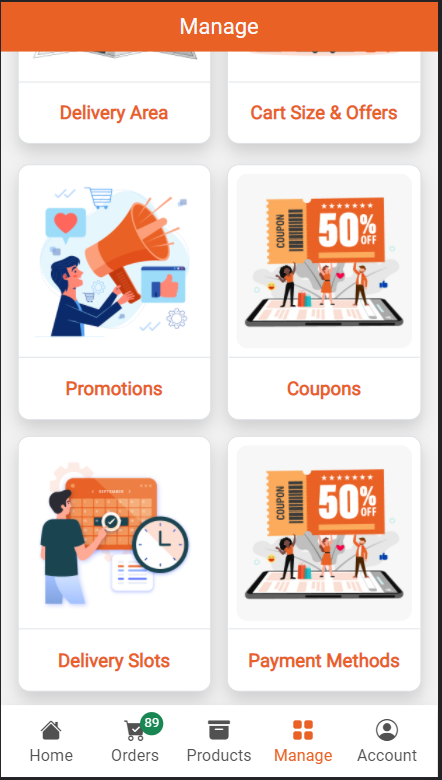 Manage
Delivery Area
Cart Size & Offers
COUPON
50%
OFF
Promotions
Coupons
SEPTEMBER
COUPON
50%
OFF
Delivery Slots
Payment Methods
89
Home
Orders
Products
Manage
Account